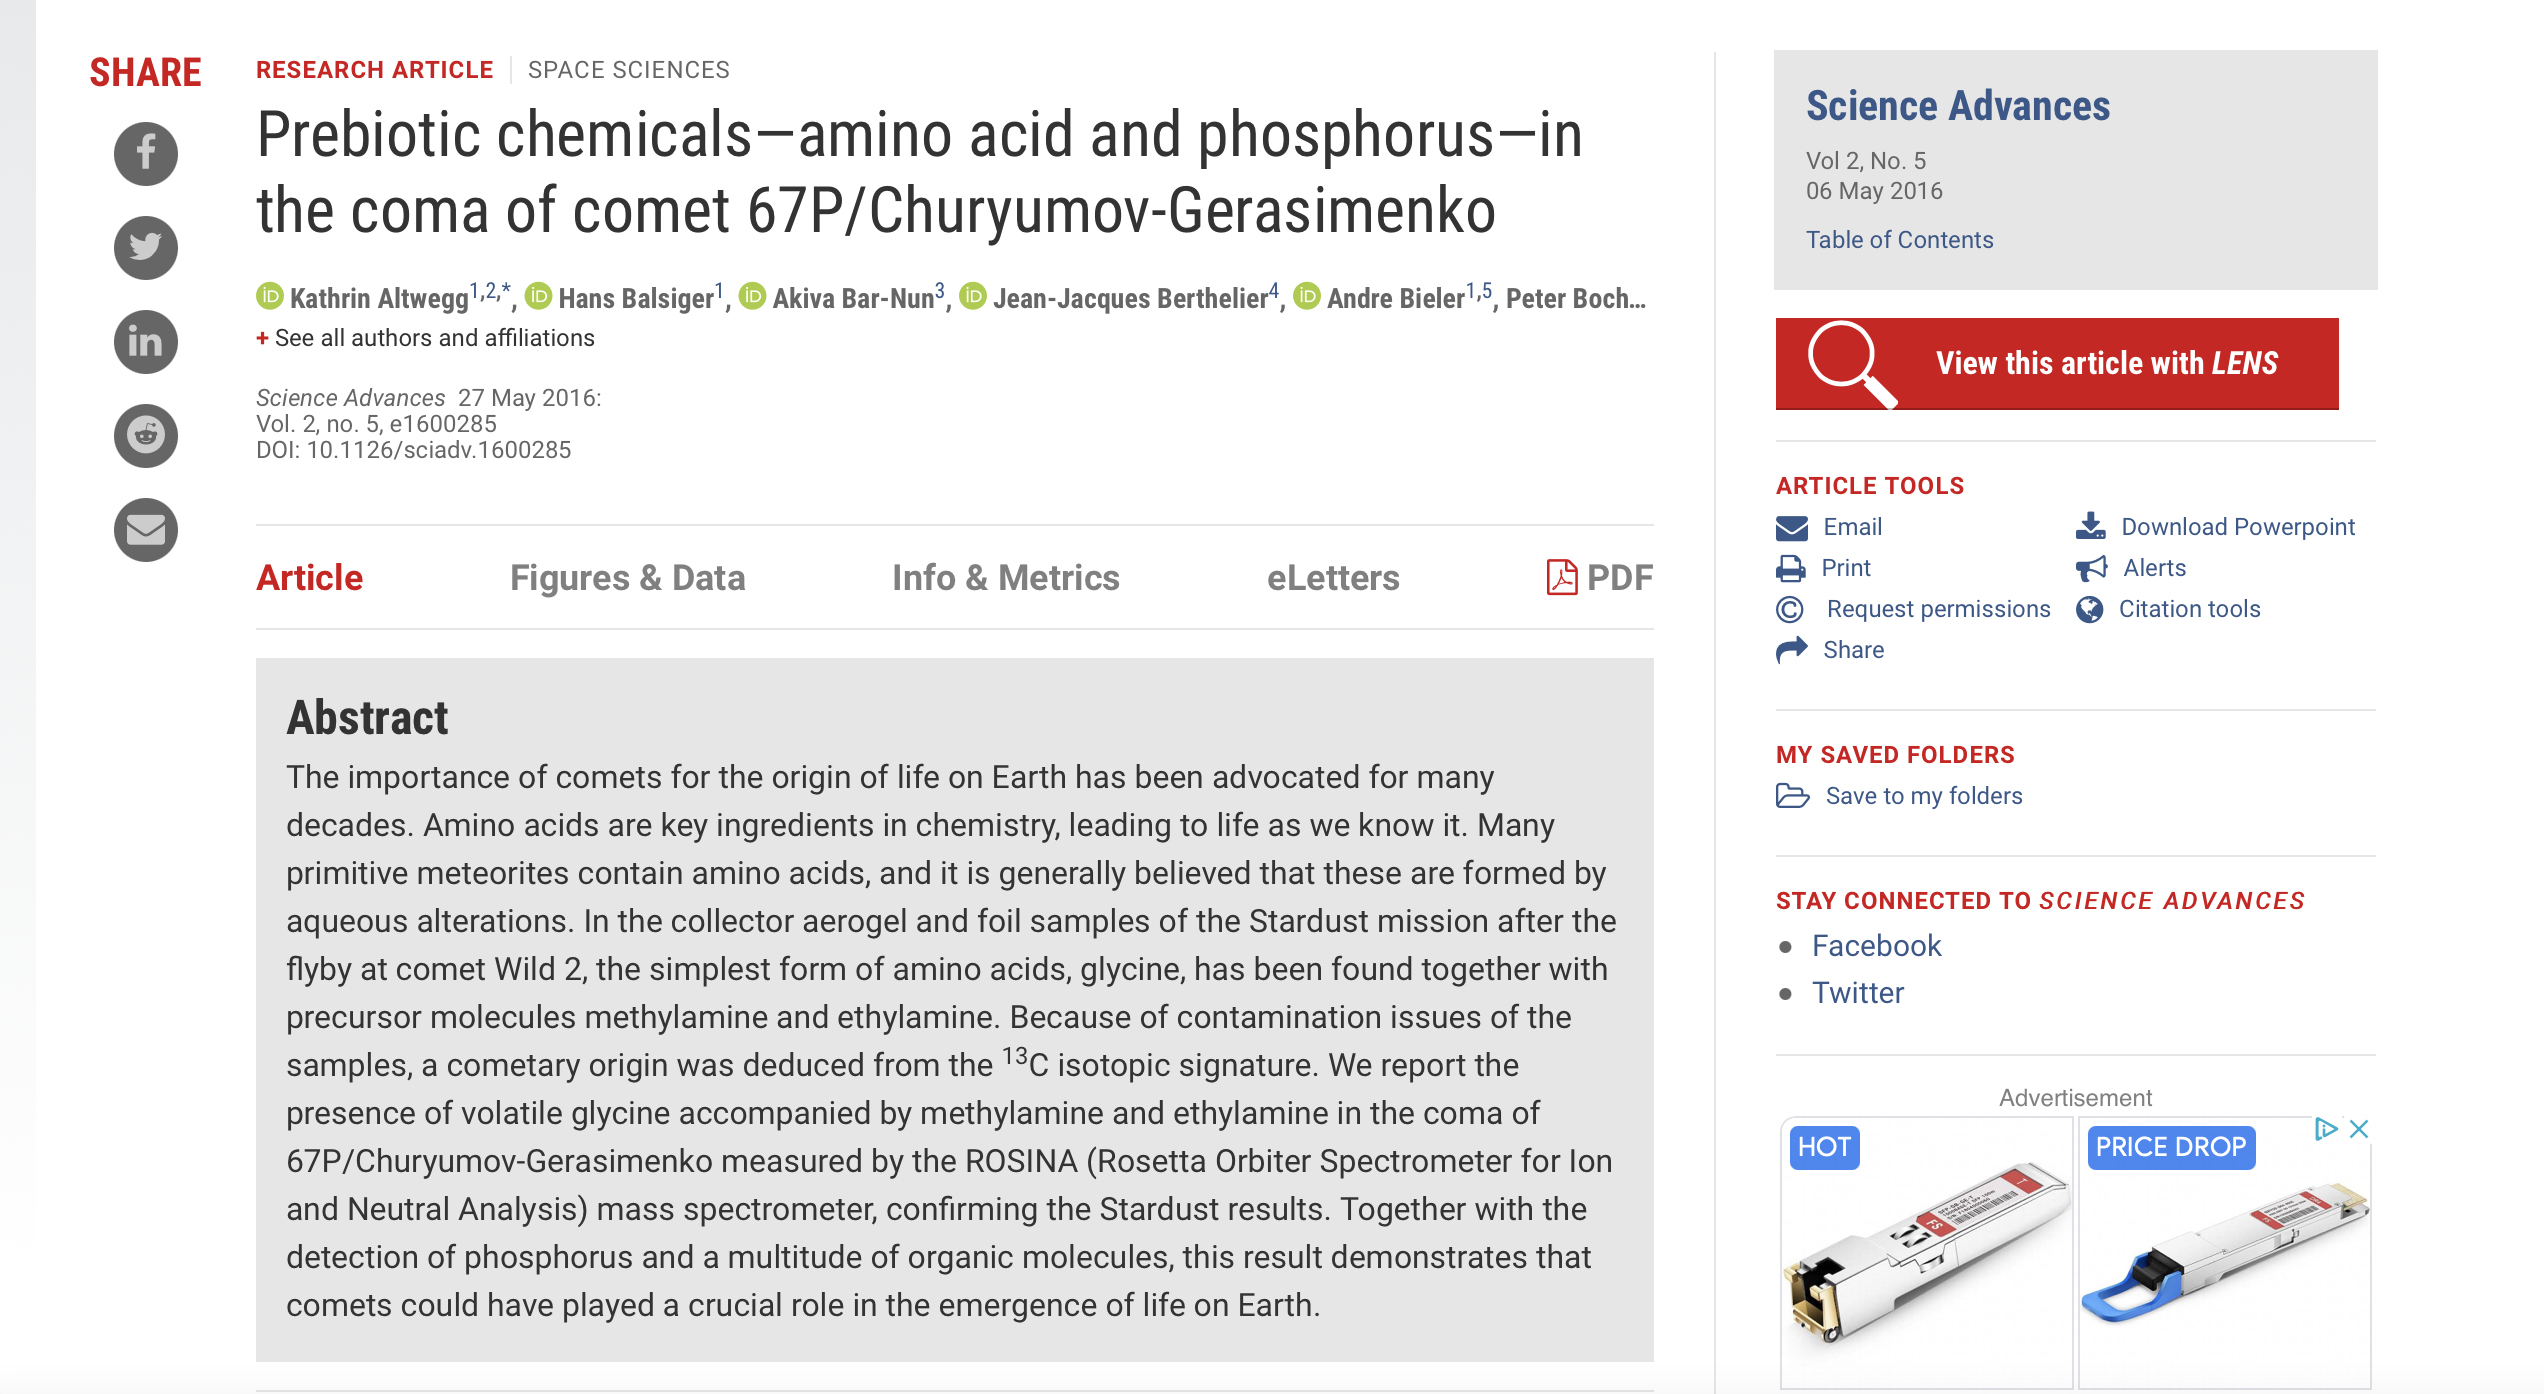 SHARE
RESEARCH ARTICLE SPACE SCIENCES
Prebiotic chemicals—amino acid and phosphorus—in
the coma of comet 67P/Churyumov-Gerasimenko
Kathrin Altwegg1,2,*, Hans Balsiger1, Akiva Bar-Nun3, Jean-Jacques Berthelier4, Andre Bieler1,5, Peter Boch…
+ See all authors and affiliations
Science Advances 27 May 2016:
Vol. 2, no. 5, e1600285
DOI: 10.1126/sciadv.1600285
Article Figures & Data Info & Metrics eLetters PDF
Abstract
The importance of comets for the origin of life on Earth has been advocated for many
decades. Amino acids are key ingredients in chemistry, leading to life as we know it. Many
primitive meteorites contain amino acids, and it is generally believed that these are formed by
aqueous alterations. In the collector aerogel and foil samples of the Stardust mission after the
flyby at comet Wild 2, the simplest form of amino acids, glycine, has been found together with
precursor molecules methylamine and ethylamine. Because of contamination issues of the
samples, a cometary origin was deduced from the 13C isotopic signature. We report the
presence of volatile glycine accompanied by methylamine and ethylamine in the coma of
67P/Churyumov-Gerasimenko measured by the ROSINA (Rosetta Orbiter Spectrometer for Ion
and Neutral Analysis) mass spectrometer, confirming the Stardust results. Together with the
detection of phosphorus and a multitude of organic molecules, this result demonstrates that
comets could have played a crucial role in the emergence of life on Earth.
Science Advances
Vol 2, No. 5
06 May 2016
Table of Contents
View this article with LENS
ARTICLE TOOLS
Email
Download Powerpoint
Print
Alerts
Request permissions
Citation tools
Share
MY SAVED FOLDERS
Save to my folders
STAY CONNECTED TO SCIENCE ADVANCES
Facebook
Twitter
Advertisement
HOT
PRICE DROP
FS